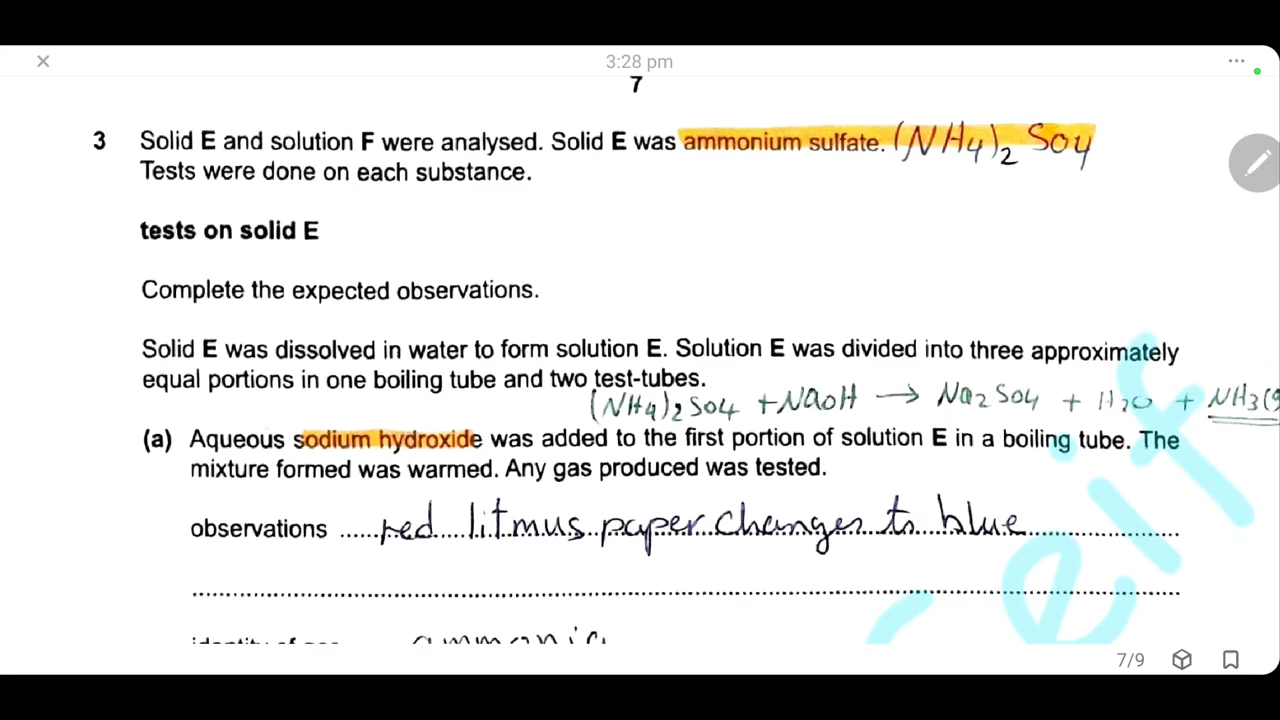 3:28 pm
7
3 Solid E and solution F were analysed. Solid E was ammonium sulfate. (NH4)2 SO4
Tests were done on each substance.
tests on solid E
Complete the expected observations.
Solid E was dissolved in water to form solution E. Solution E was divided into three approximately
equal portions in one boiling tube and two test-tubes.
(NH4)2SO4 + NaOH → Na2SO4 + H2O + NH3(g
(a) Aqueous sodium hydroxide was added to the first portion of solution E in a boiling tube. The
mixture formed was warmed. Any gas produced was tested.
observations ......red litmus paper changes to blue......
elf
7/9